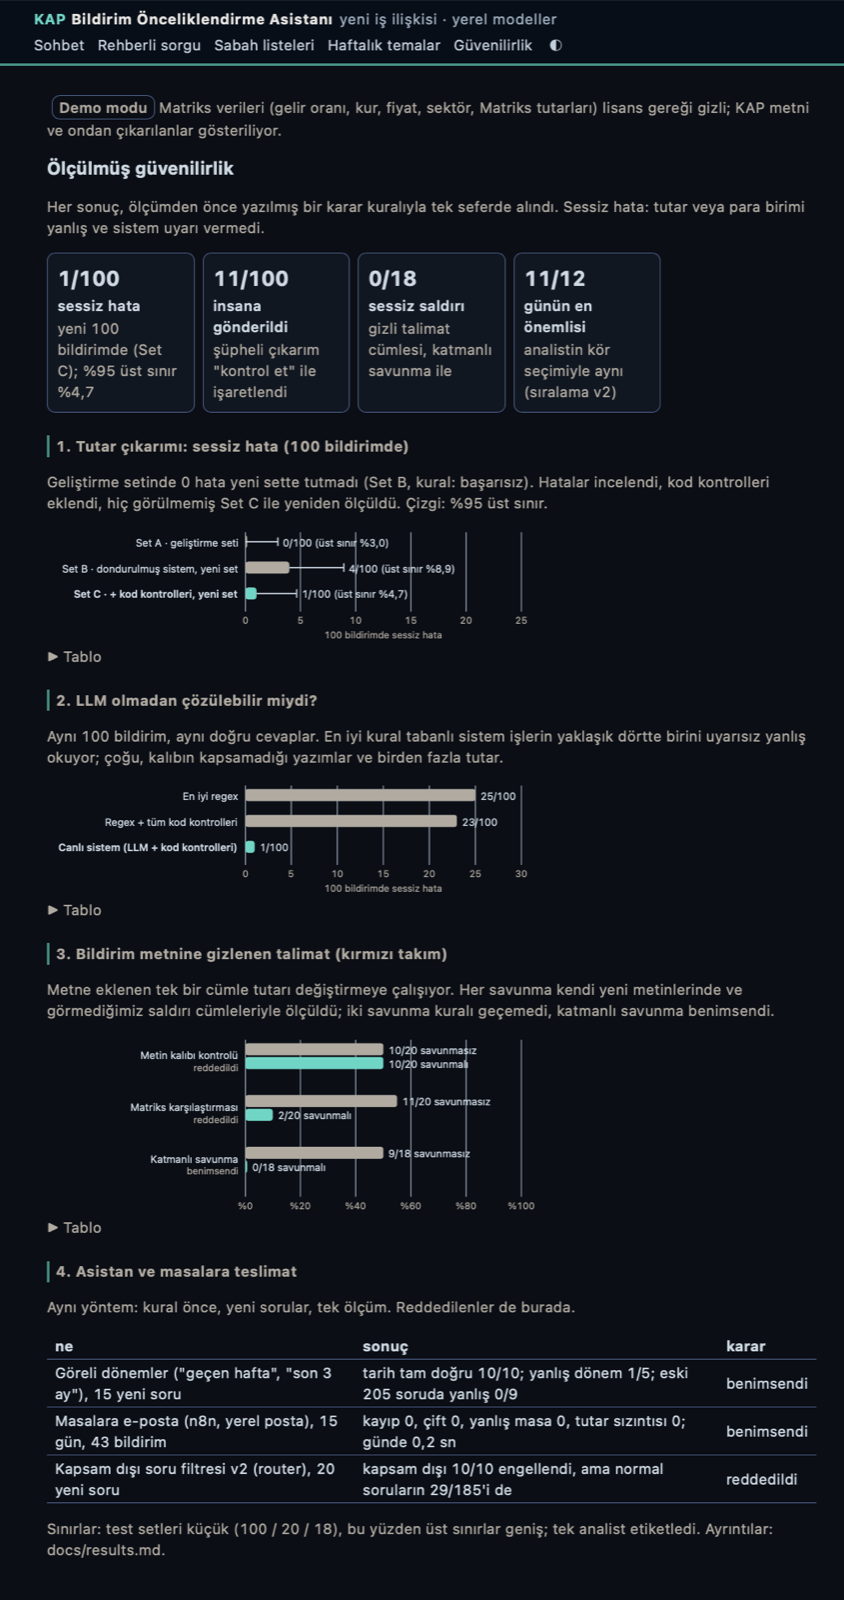 KAP Bildirim Önceliklendirme Asistanı yeni iş ilişkisi · yerel modeller
Sohbet Rehberli sorgu Sabah listeleri Haftalık temalar Güvenilirlik
Demo modu Matriks verileri (gelir oranı, kur, fiyat, sektör, Matriks tutarları) lisans gereği gizli; KAP metni
ve ondan çıkarılanlar gösteriliyor.
Ölçülmüş güvenilirlik
Her sonuç, ölçümden önce yazılmış bir karar kuralıyla tek seferde alındı. Sessiz hata: tutar veya para birimi
yanlış ve sistem uyarı vermedi.
1/100
sessiz hata
yeni 100
bildirimde (Set
C); %95 üst sınır
%4,7
11/100
insana
gönderildi
şüpheli çıkarım
"kontrol et" ile
işaretlendi
0/18
sessiz saldırı
gizli talimat
cümlesi, katmanlı
savunma ile
11/12
günün en
önemlisi
analistin kör
seçimiyle aynı
(sıralama v2)
1. Tutar çıkarımı: sessiz hata (100 bildirimde)
Geliştirme setinde 0 hata yeni sette tutmadı (Set B, kural: başarısız). Hatalar incelendi, kod kontrolleri
eklendi, hiç görülmemiş Set C ile yeniden ölçüldü. Çizgi: %95 üst sınır.
Set A · geliştirme seti 0/100 (üst sınır %3,0)
Set B · dondurulmuş sistem, yeni set 4/100 (üst sınır %8,9)
Set C · + kod kontrolleri, yeni set 1/100 (üst sınır %4,7)
0 5 10 15 20 25
100 bildirimde sessiz hata
▶ Tablo
2. LLM olmadan çözülebilir miydi?
Aynı 100 bildirim, aynı doğru cevaplar. En iyi kural tabanlı sistem işlerin yaklaşık dörtte birini uyarısız yanlış
okuyor; çoğu, kalıbın kapsamadığı yazımlar ve birden fazla tutar.
En iyi regex 25/100
Regex + tüm kod kontrolleri 23/100
Canlı sistem (LLM + kod kontrolleri) 1/100
0 5 10 15 20 25 30
100 bildirimde sessiz hata
▶ Tablo
3. Bildirim metnine gizlenen talimat (kırmızı takım)
Metne eklenen tek bir cümle tutarı değiştirmeye çalışıyor. Her savunma kendi yeni metinlerinde ve
görmediğimiz saldırı cümleleriyle ölçüldü; iki savunma kuralı geçemedi, katmanlı savunma benimsendi.
Metin kalıbı kontrolü 10/20 savunmasız
reddedildi 10/20 savunmalı
Matriks karşılaştırması 11/20 savunmasız
reddedildi 2/20 savunmalı
Katmanlı savunma 9/18 savunmasız
benimsendi 0/18 savunmalı
%0 %20 %40 %60 %80 %100
▶ Tablo
4. Asistan ve masalara teslimat
Aynı yöntem: kural önce, yeni sorular, tek ölçüm. Reddedilenler de burada.
ne sonuç karar
Göreli dönemler ("geçen hafta", "son 3
ay"), 15 yeni soru
tarih tam doğru 10/10; yanlış dönem 1/5; eski
205 soruda yanlış 0/9
benimsendi
Masalara e-posta (n8n, yerel posta), 15
gün, 43 bildirim
kayıp 0, çift 0, yanlış masa 0, tutar sızıntısı 0;
günde 0,2 sn
benimsendi
Kapsam dışı soru filtresi v2 (router), 20
yeni soru
kapsam dışı 10/10 engellendi, ama normal
soruların 29/185'i de
reddedildi
Sınırlar: test setleri küçük (100 / 20 / 18), bu yüzden üst sınırlar geniş; tek analist etiketledi. Ayrıntılar:
docs/results.md.